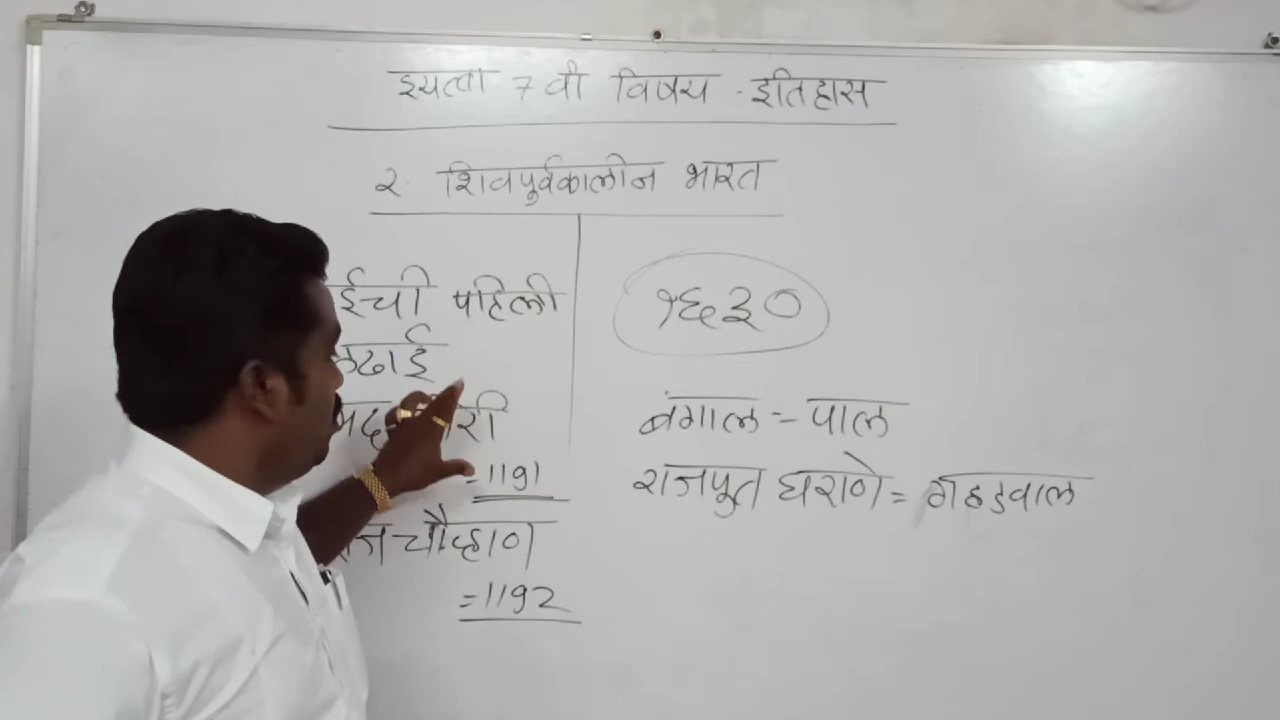 इयत्ता 7 वी विषय - इतिहास
२. शिवपूर्वकालीन भारत
ईची पहिली
लढाई
री
= 1191
राज चौव्हाण
= 1192
१६३०
बंगाल = पाल
राजपूत घराणे = गहडवाल